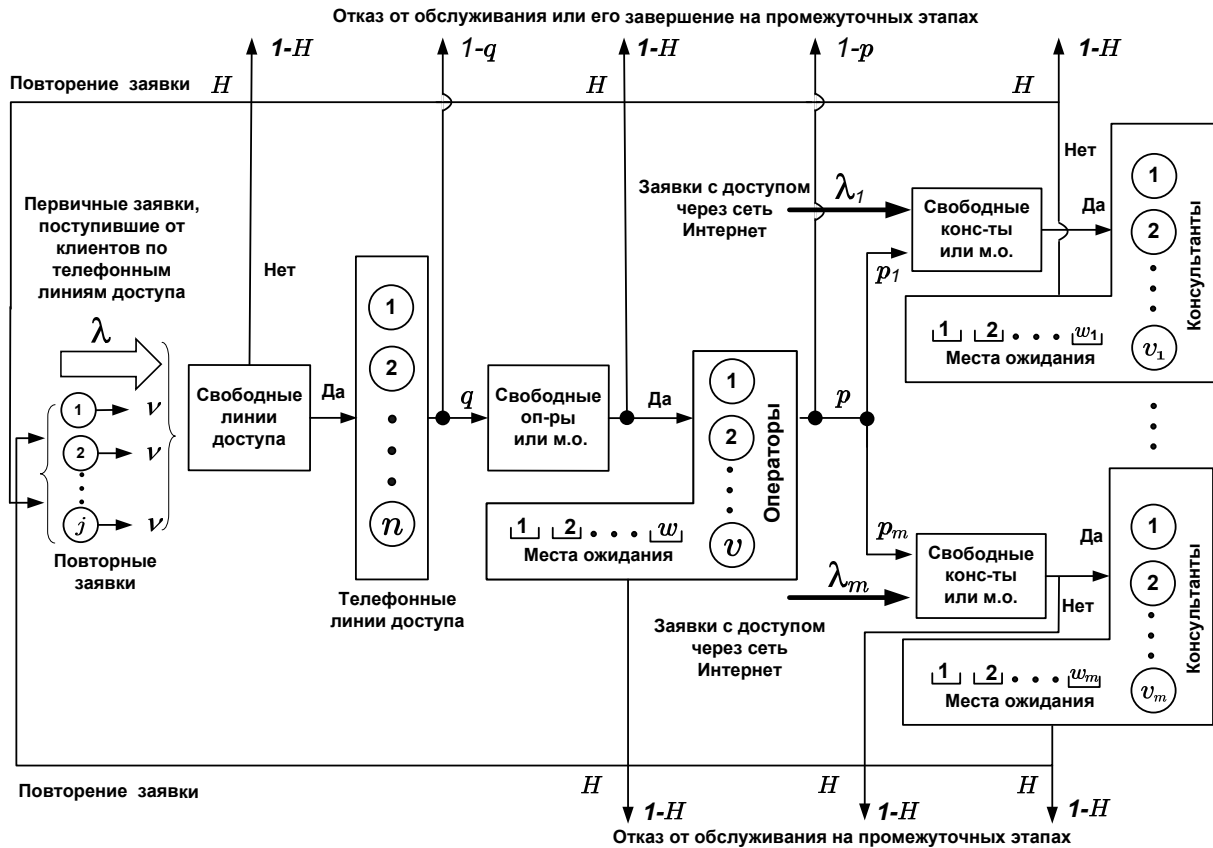 Отказ от обслуживания или его завершение на промежуточных этапах
1-H
1-q
1-H
1-p
1-H
Повторение заявки
H
H
H
Первичные заявки,
поступившие от
клиентов по
телефонным
линиям доступа
Нет
λ
1
ν
2
ν
j
ν
Повторные
заявки
Свободные
линии
доступа
Да
1
2
n
Телефонные
линии доступа
q
Свободные
оп-ры
или м.о.
Да
1
2
v
Операторы
1 2 w
Места ожидания
p
Заявки с доступом
через сеть
Интернет
λ1
p1
Свободные
конс-ты
или м.о.
Нет
Да
1
2
v1
Консультанты
1 2 w1
Места ожидания
pm
λm
Заявки с доступом
через сеть
Интернет
Свободные
конс-ты
или м.о.
Да
Нет
1
2
vm
Консультанты
1 2 wm
Места ожидания
Повторение заявки
H
H
H
1-H
1-H
1-H
Отказ от обслуживания на промежуточных этапах